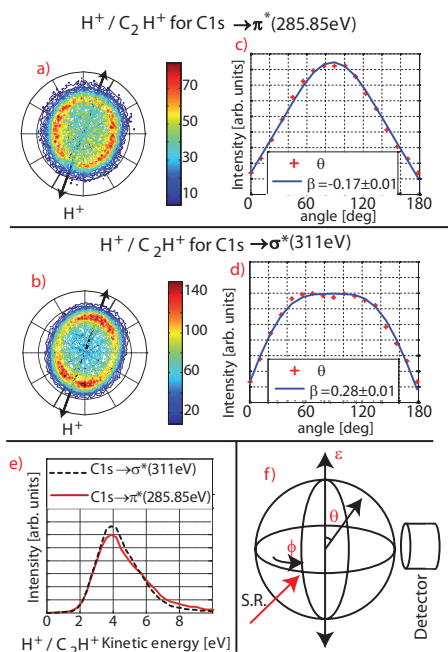 H⁺ / C₂ H⁺ for C1s →π*(285.85eV)
a)
70
50
30
10
H⁺
c)
Intensity [arb. units]
θ
β =-0.17±0.01
0 60 120 180
angle [deg]
H⁺ / C₂H⁺ for C1s →σ*(311eV)
b)
140
100
60
20
H⁺
d)
Intensity [arb. units]
θ
β =0.28±0.01
0 60 120 180
angle [deg]
e)
Intensity [arb. units]
C1s→σ*(311eV)
C1s→π*(285.85eV)
0 4 8
H⁺ / C₂H⁺ Kinetic energy [eV]
f)
ε
θ
ϕ
S.R.
Detector